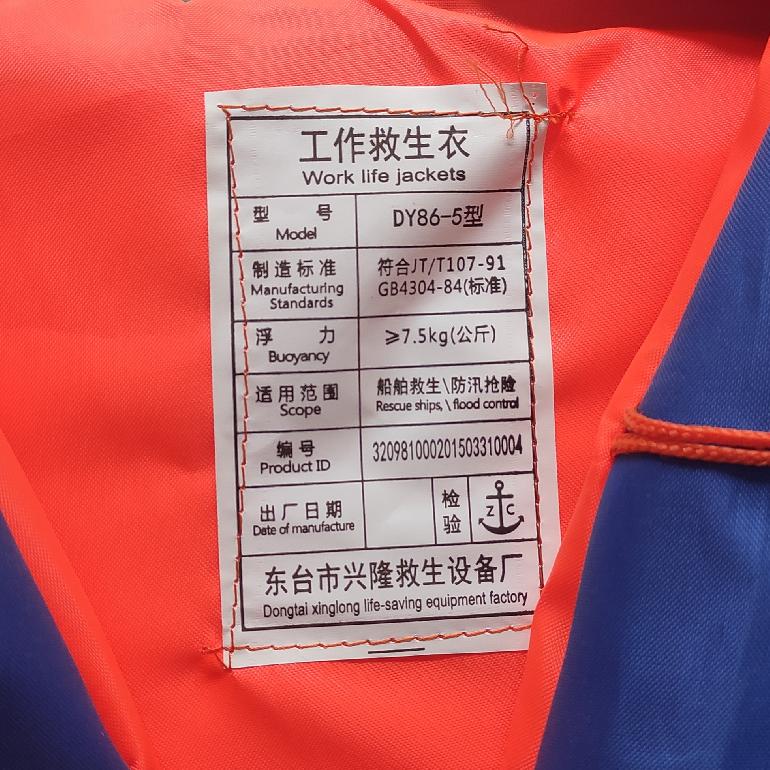 工作救生衣
Work life jackets
型 号
Model
DY86-5型
制造标准
Manufacturing
Standards
符合JT/T107-91
GB4304-84(标准)
浮 力
Buoyancy
≥7.5kg(公斤)
适用范围
Scope
船舶救生\防汛抢险
Rescue ships, \ flood control
编号
Product ID
320981000201503310004
出厂日期
Date of manufacture
检验
Z C
东台市兴隆救生设备厂
Dongtai xinglong life-saving equipment factory